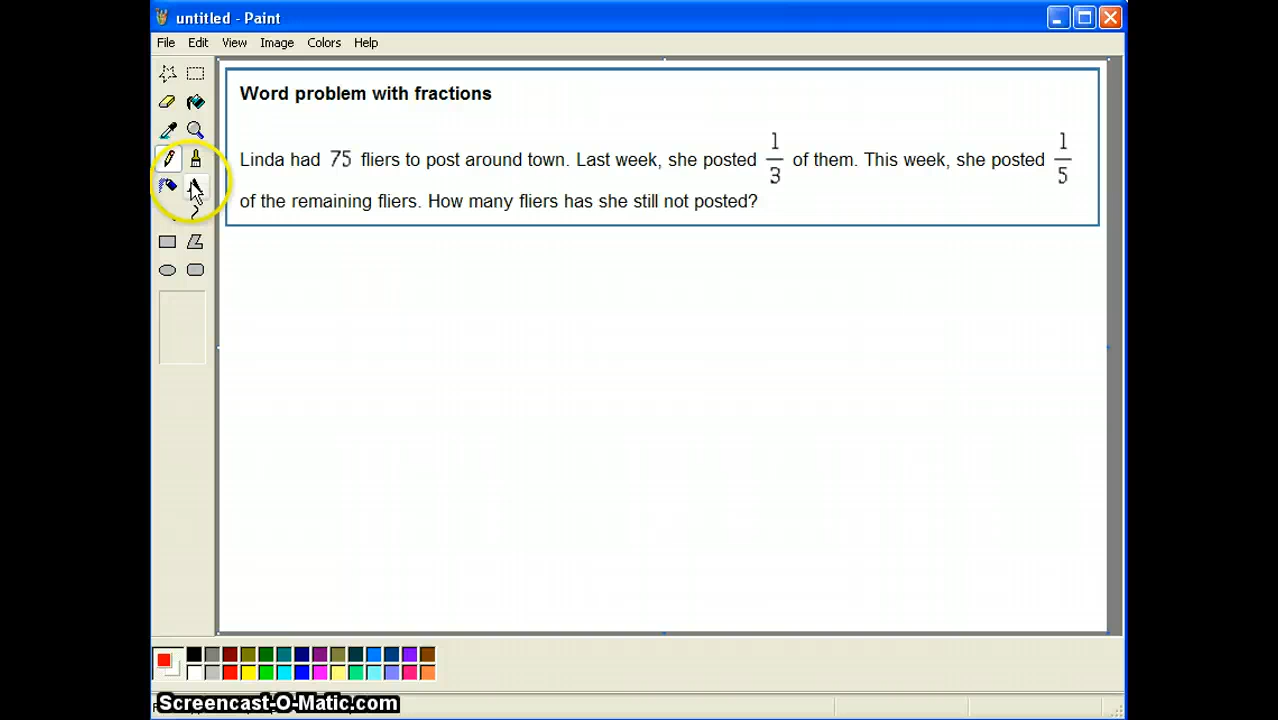 untitled - Paint
File Edit View Image Colors Help
Word problem with fractions
Linda had 75 fliers to post around town. Last week, she posted 1/3 of them. This week, she posted 1/5
of the remaining fliers. How many fliers has she still not posted?
Screencast-O-Matic.com